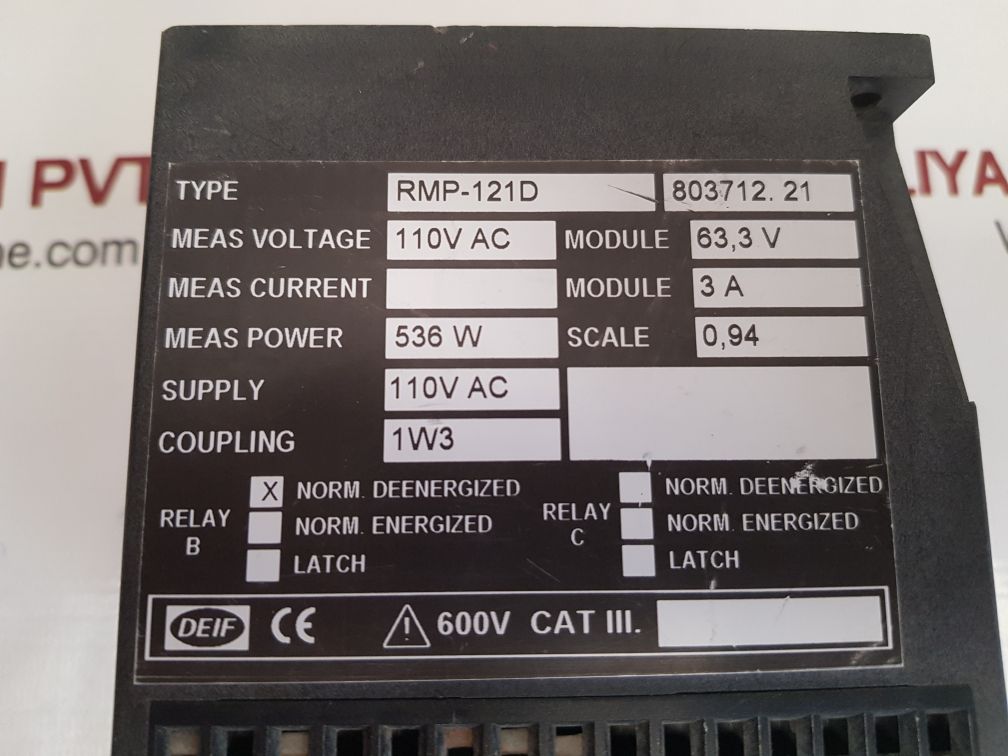 PVT
LIYA
ne.com
TYPE RMP-121D 803712. 21
MEAS VOLTAGE 110V AC MODULE 63,3 V
MEAS CURRENT MODULE 3 A
MEAS POWER 536 W SCALE 0,94
SUPPLY 110V AC
COUPLING 1W3
RELAY B X NORM. DEENERGIZED
NORM. ENERGIZED
LATCH
RELAY C NORM. DEENERGIZED
NORM. ENERGIZED
LATCH
DEIF CE 600V CAT III.